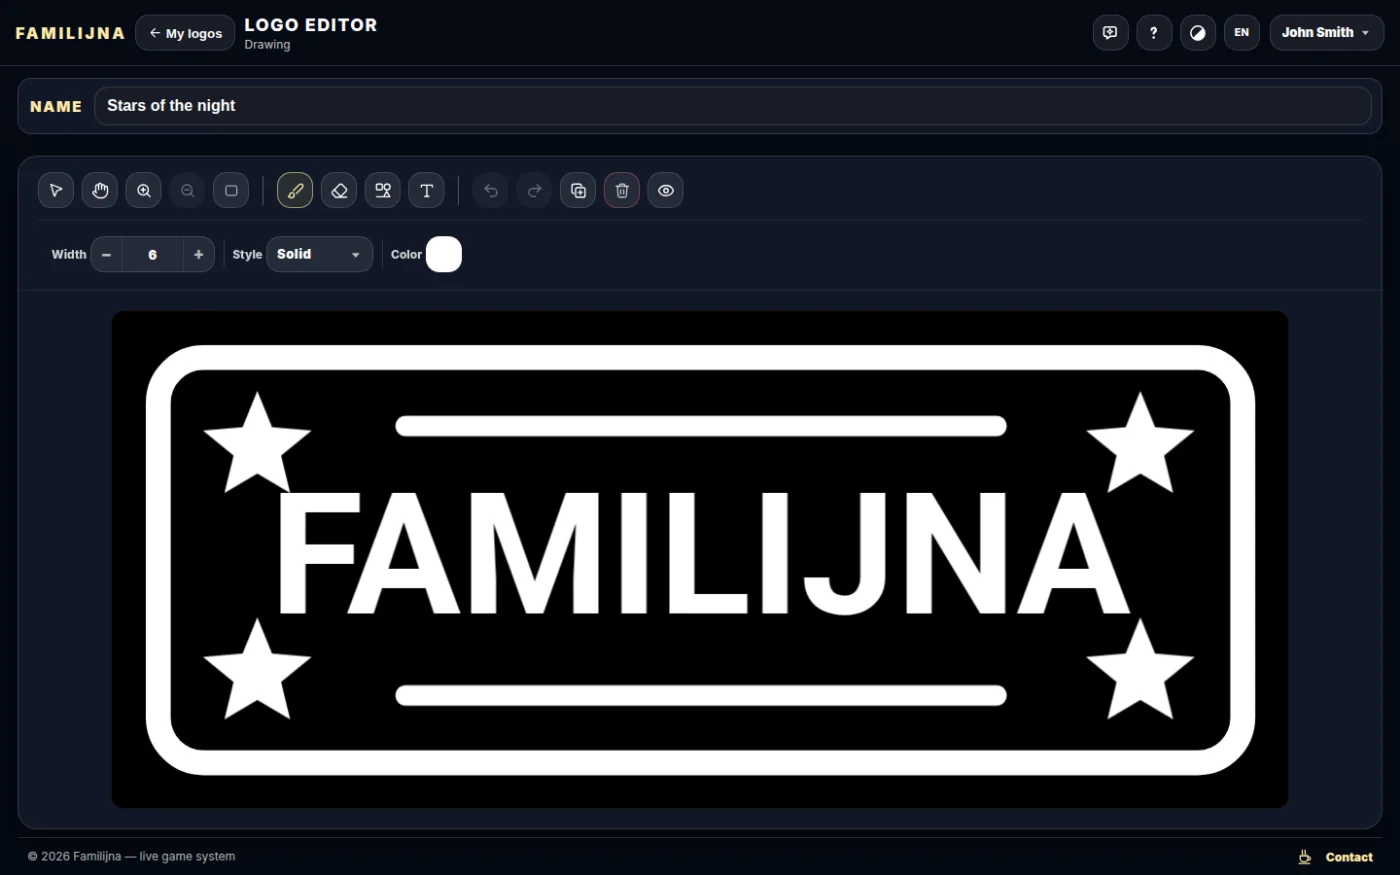 FAMILIJNA
← My logos
LOGO EDITOR
Drawing
?
EN
John Smith
NAME
Stars of the night
Width
− 6 +
Style
Solid
Color
FAMILIJNA
© 2026 Familijna — live game system
Contact